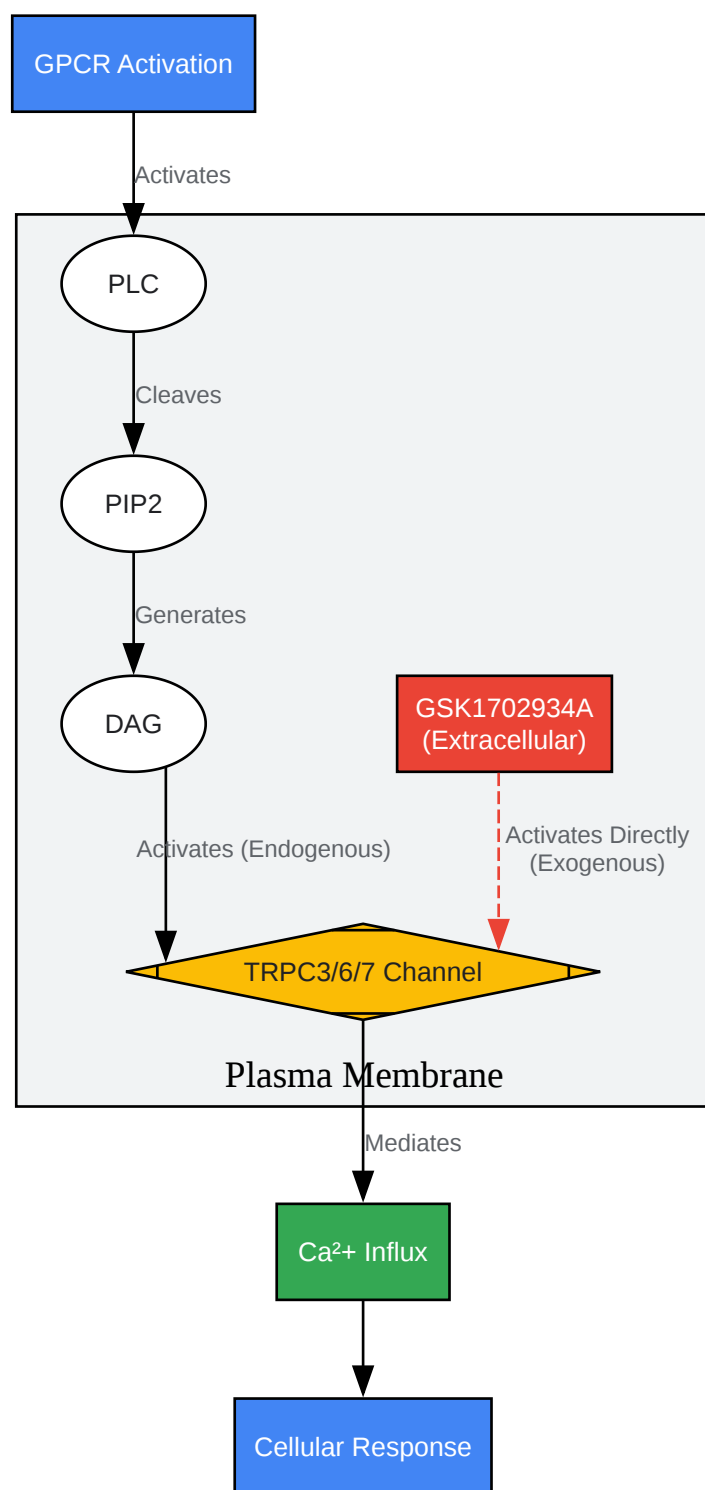 GPCR Activation
Activates
PLC
Cleaves
PIP2
Generates
DAG
GSK1702934A
(Extracellular)
Activates (Endogenous)
Activates Directly
(Exogenous)
TRPC3/6/7 Channel
Plasma Membrane
Mediates
Ca²+ Influx
Cellular Response